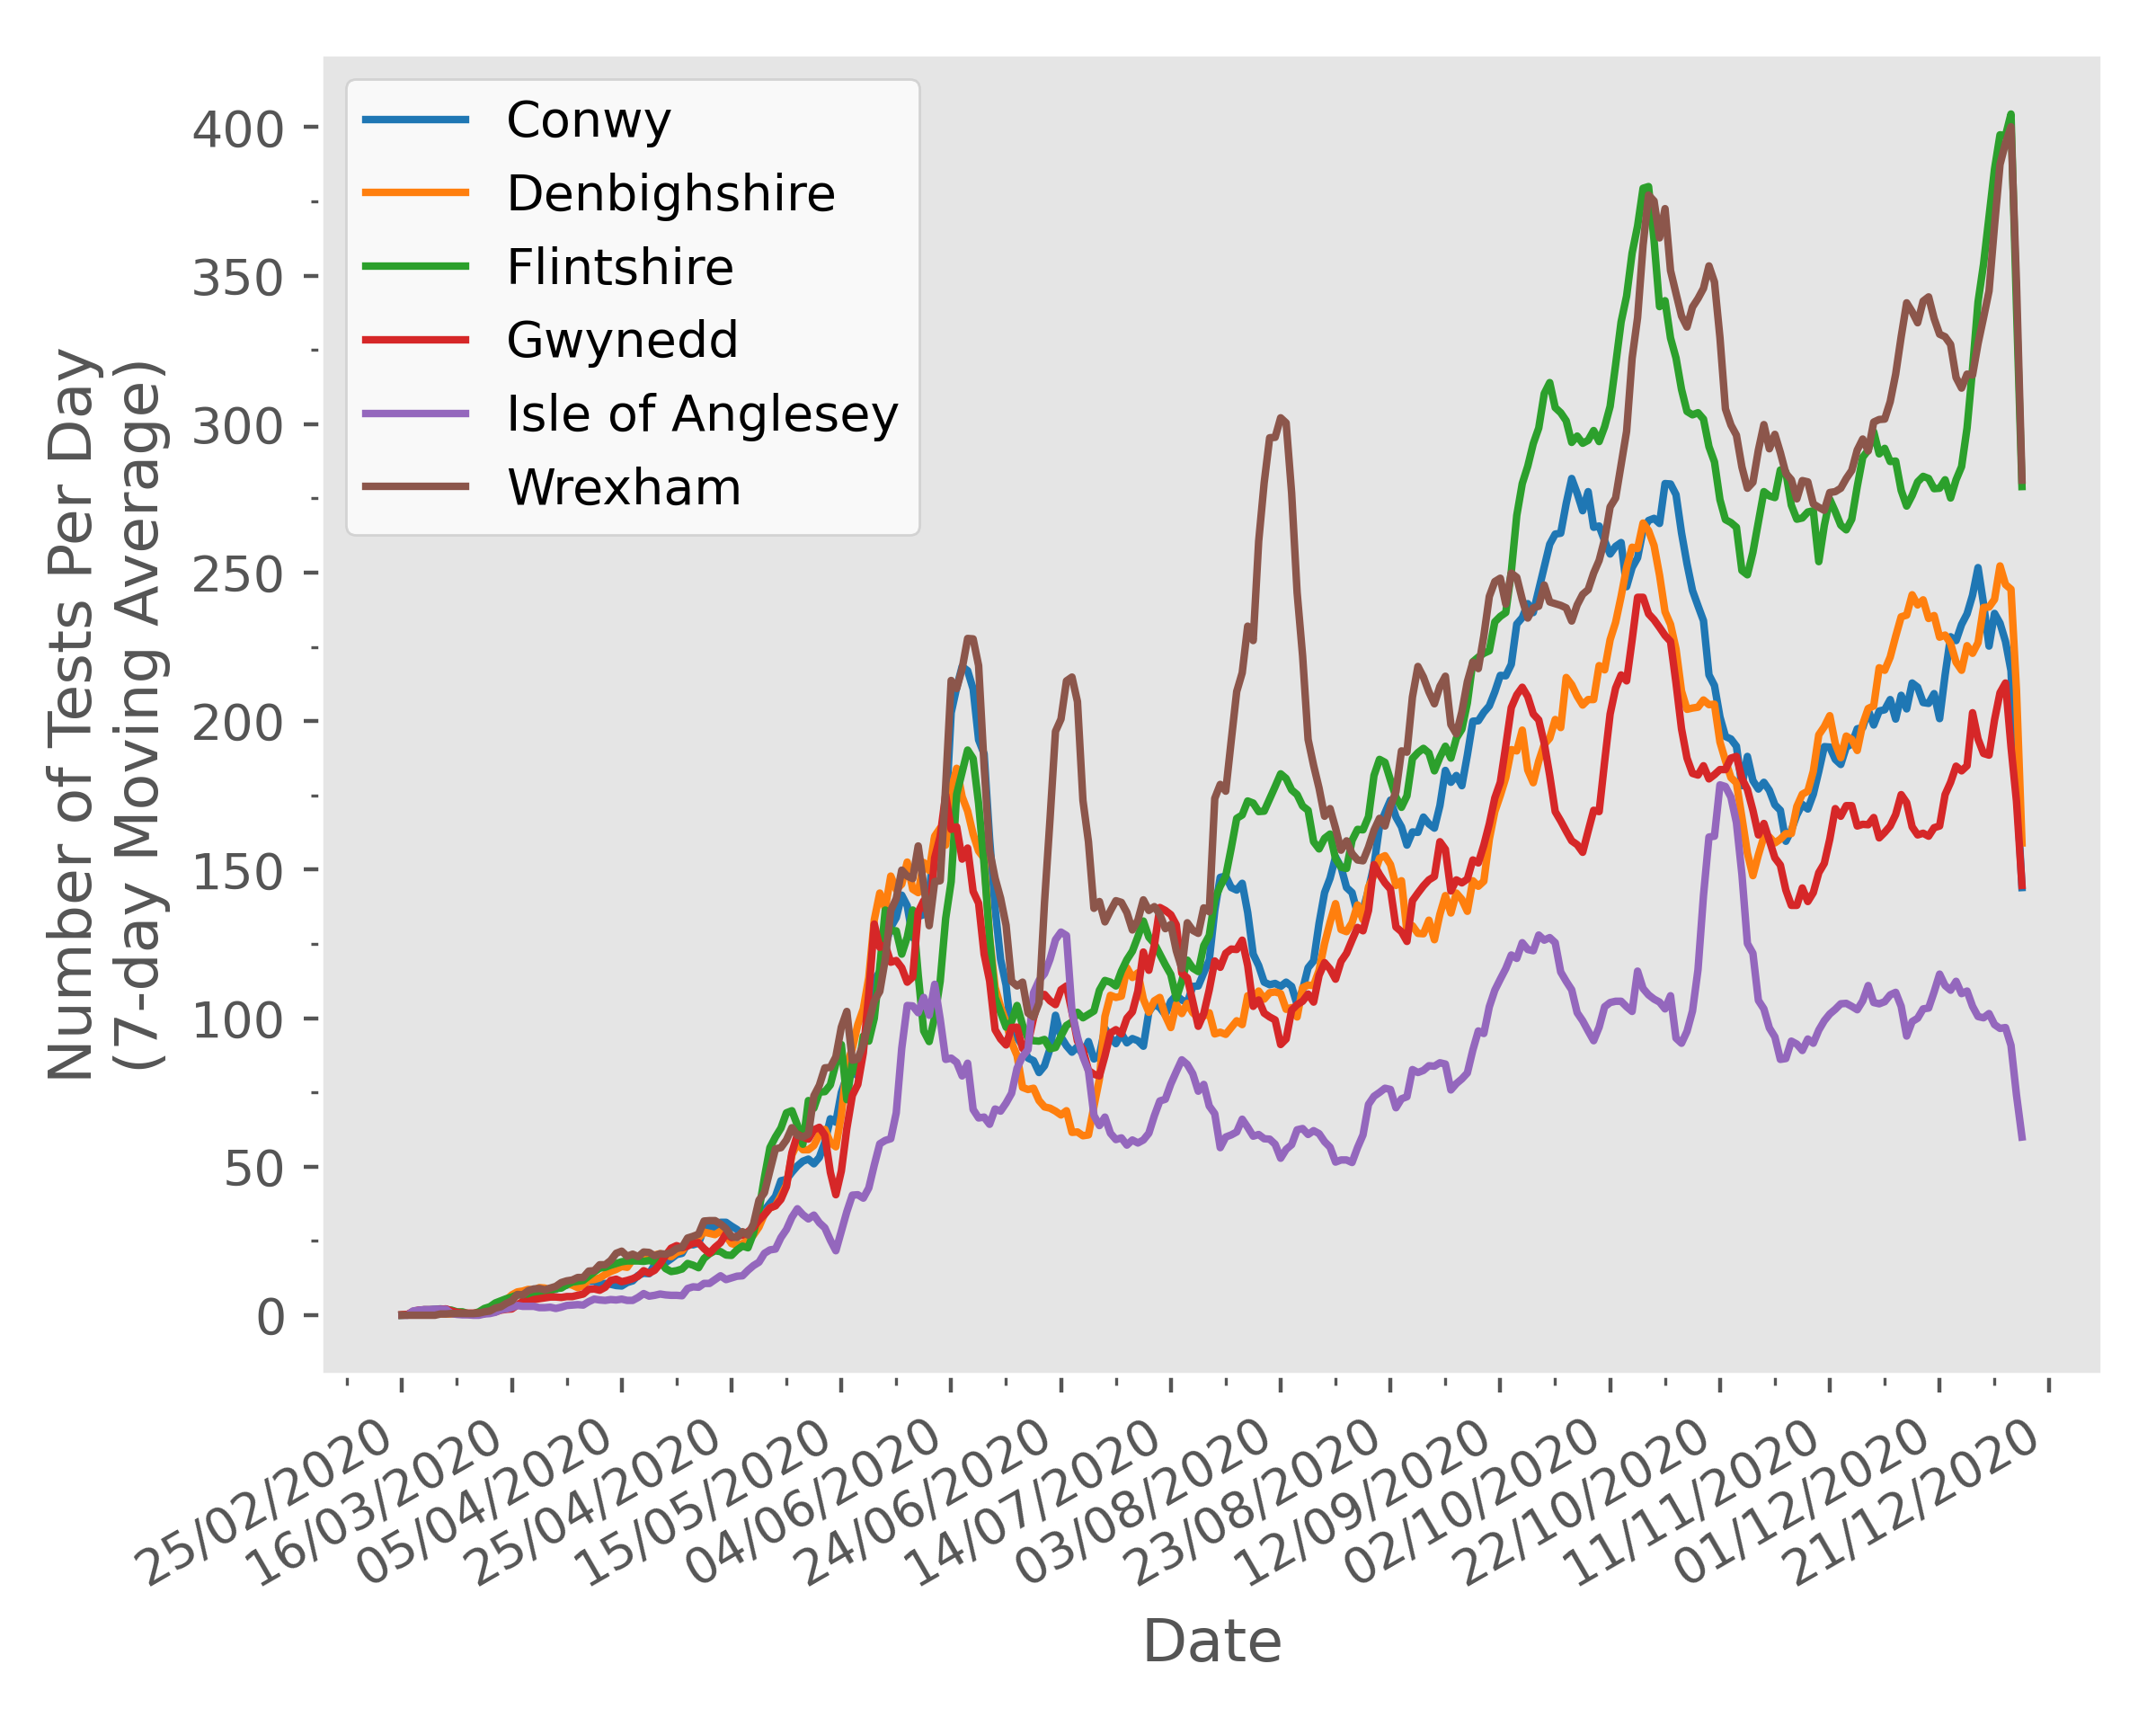 Number of Tests Per Day
(7-day Moving Average)
400
350
300
250
200
150
100
50
0
Conwy
Denbighshire
Flintshire
Gwynedd
Isle of Anglesey
Wrexham
25/02/2020
16/03/2020
05/04/2020
25/04/2020
15/05/2020
04/06/2020
24/06/2020
14/07/2020
03/08/2020
23/08/2020
12/09/2020
02/10/2020
22/10/2020
11/11/2020
01/12/2020
21/12/2020
Date